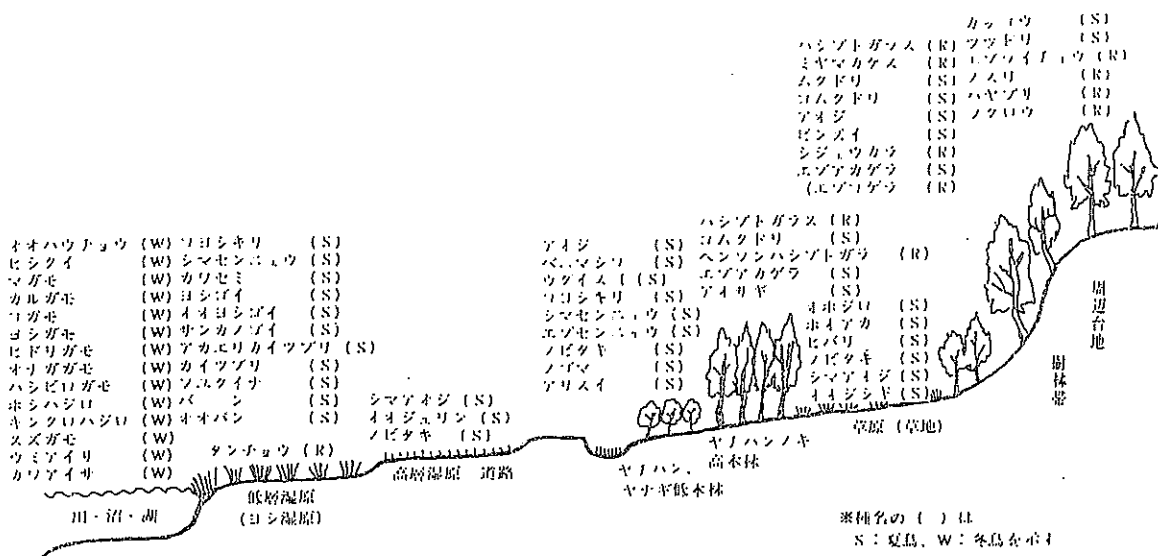 カッコウ (S)
ツツドリ (S)
エゾライチョウ (R)
ノスリ (R)
ハヤブサ (R)
フクロウ (R)
ハシブトガラス (R)
ミヤマカケス (R)
ムクドリ (S)
コムクドリ (S)
アオジ (S)
ビンズイ (S)
シジュウカラ (R)
エゾアカゲラ (S)
(エゾコゲラ (R)
オオハクチョウ (W)
ヒシクイ (W)
マガモ (W)
カルガモ (W)
コガモ (W)
ヨシガモ (W)
ヒドリガモ (W)
オナガガモ (W)
ハシビロガモ (W)
ホシハジロ (W)
キンクロハジロ (W)
スズガモ (W)
ウミアイサ (W)
カワアイサ (W)
コヨシキリ (S)
シマセンニュウ (S)
カワセミ (S)
ヨシゴイ (S)
オオヨシゴイ (S)
サンカノゴイ (S)
アカエリカイツブリ (S)
カイツブリ (S)
クイナ (S)
バン (S)
オオバン (S)
タンチョウ (R)
シマアオジ (S)
オオジュリン (S)
ノビタキ (S)
アオジ (S)
ベニマシコ (S)
ウグイス (S)
コヨシキリ (S)
シマセンニュウ (S)
エゾセンニュウ (S)
ノビタキ (S)
ノゴマ (S)
アリスイ (S)
ハシブトガラス (R)
コムクドリ (S)
ハシブトガラ (R)
エゾアカゲラ (S)
アオサギ (S)
ホオジロ (S)
ホオアカ (S)
ヒバリ (S)
ノビタキ (S)
シマアオジ (S)
オオジシギ (S)
周辺台地
樹林帯
草原 (草地)
ヤチハンノキ
高木林
ヤチハン、
ヤナギ低木林
高層湿原 道路
低層湿原
(ヨシ湿原)
川・沼・湖
※種名の ( ) は
S:夏鳥、W:冬鳥を示す